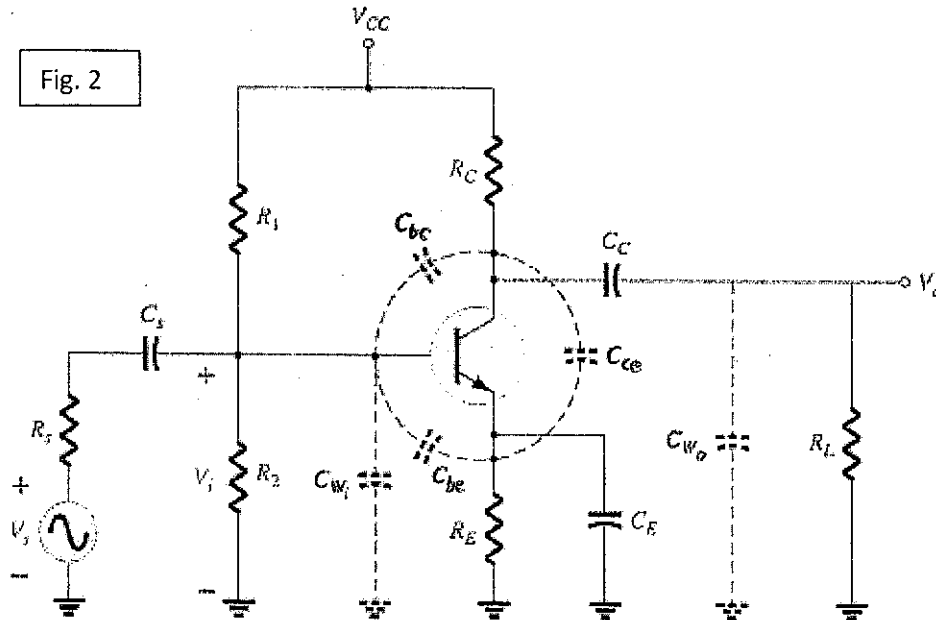 Fig. 2
V_CC
R_C
R_1
C_bc
C_C
C_s
C_ce
R_s
V_i
R_2
C_Wi
C_be
R_E
C_E
C_Wo
R_L
+
+
V_s
−
−